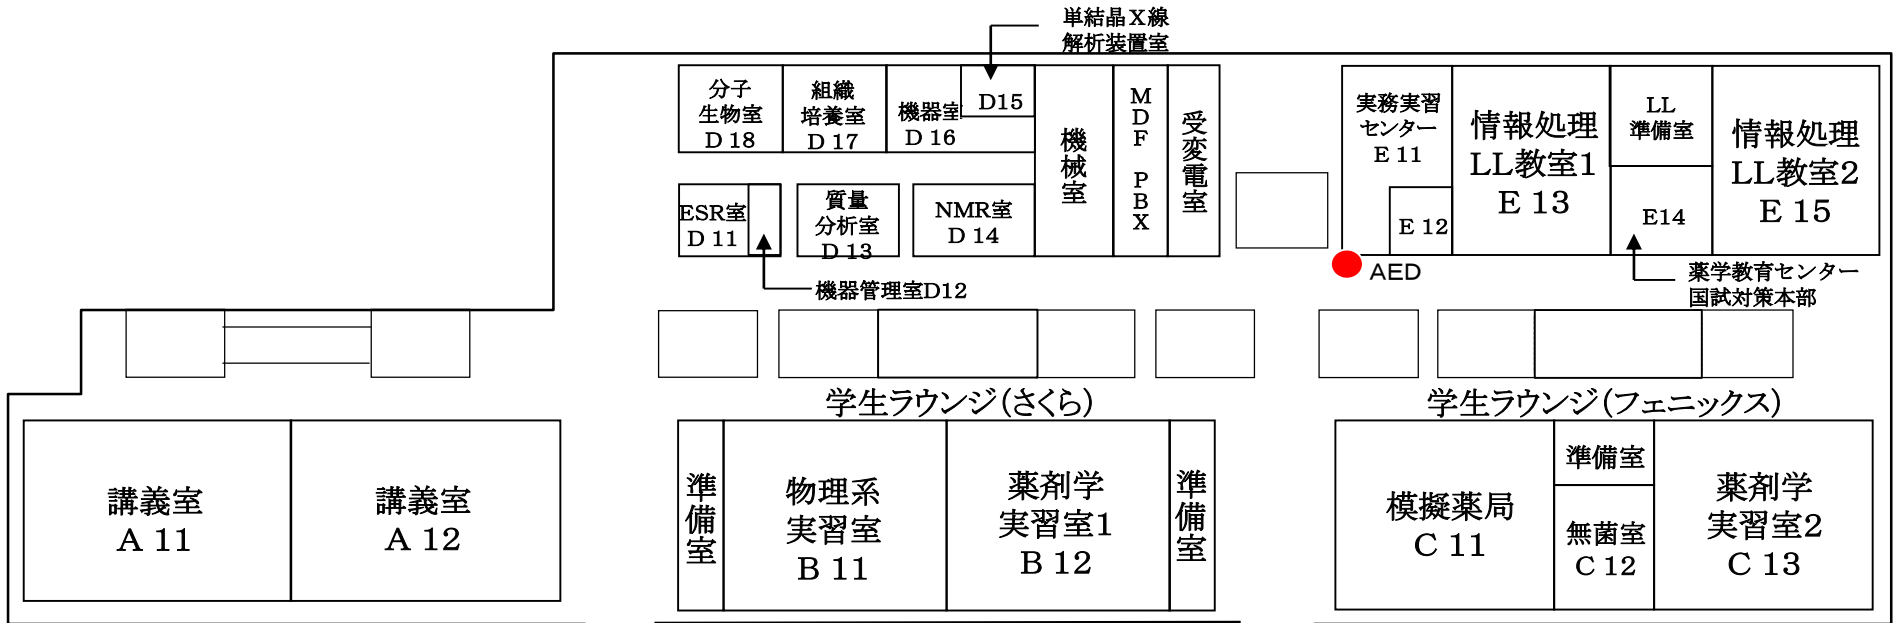 単結晶X線
解析装置室
分子
生物室
D 18
組織
培養室
D 17
機器室
D 16
D15
機械室
MDF PBX
受変電室
実務実習
センター
E 11
E 12
情報処理
LL教室1
E 13
LL
準備室
E14
情報処理
LL教室2
E 15
ESR室
D 11
質量
分析室
D 13
NMR室
D 14
機器管理室D12
AED
薬学教育センター
国試対策本部
学生ラウンジ(さくら)
学生ラウンジ(フェニックス)
講義室
A 11
講義室
A 12
準備室
物理系
実習室
B 11
薬剤学
実習室1
B 12
準備室
模擬薬局
C 11
準備室
無菌室
C 12
薬剤学
実習室2
C 13